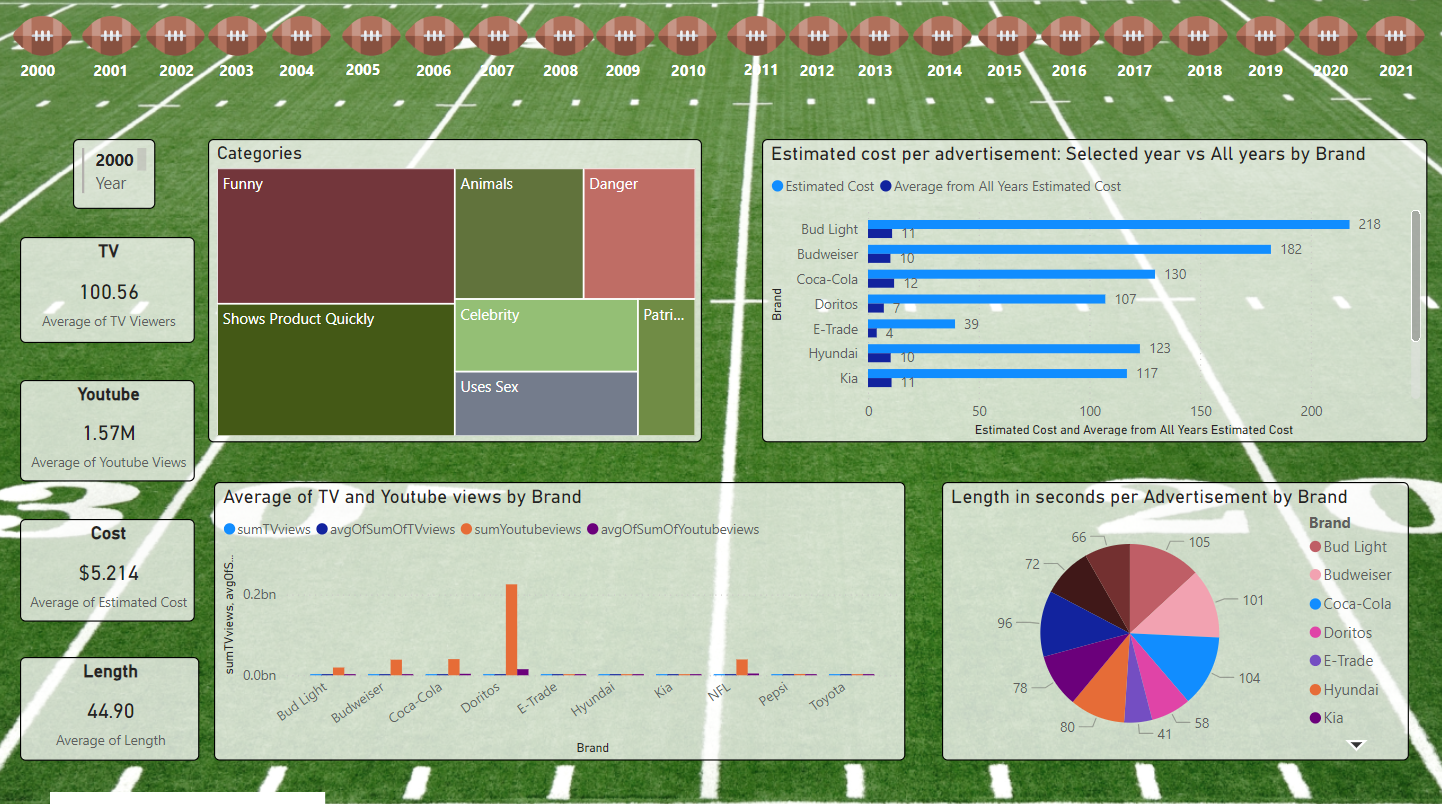 2000 2001 2002 2003 2004 2005 2006 2007 2008 2009 2010 2011 2012 2013 2014 2015 2016 2017 2018 2019 2020 2021
2000
Year
TV
100.56
Average of TV Viewers
Youtube
1.57M
Average of Youtube Views
Cost
$5.214
Average of Estimated Cost
Length
44.90
Average of Length
Categories
Funny
Animals
Danger
Shows Product Quickly
Celebrity
Patri...
Uses Sex
Estimated cost per advertisement: Selected year vs All years by Brand
Estimated Cost Average from All Years Estimated Cost
Brand
Bud Light 218
11
Budweiser 182
10
Coca-Cola 130
12
Doritos 107
7
E-Trade 39
4
Hyundai 123
10
Kia 117
11
0 50 100 150 200
Estimated Cost and Average from All Years Estimated Cost
Average of TV and Youtube views by Brand
sumTVviews avgOfSumOfTVviews sumYoutubeviews avgOfSumOfYoutubeviews
sumTVviews, avgOfS...
0.2bn
0.0bn
Bud Light Budweiser Coca-Cola Doritos E-Trade Hyundai Kia NFL Pepsi Toyota
Brand
Length in seconds per Advertisement by Brand
105
101
104
58
41
80
78
96
72
66
Brand
Bud Light
Budweiser
Coca-Cola
Doritos
E-Trade
Hyundai
Kia
3 0
2 0